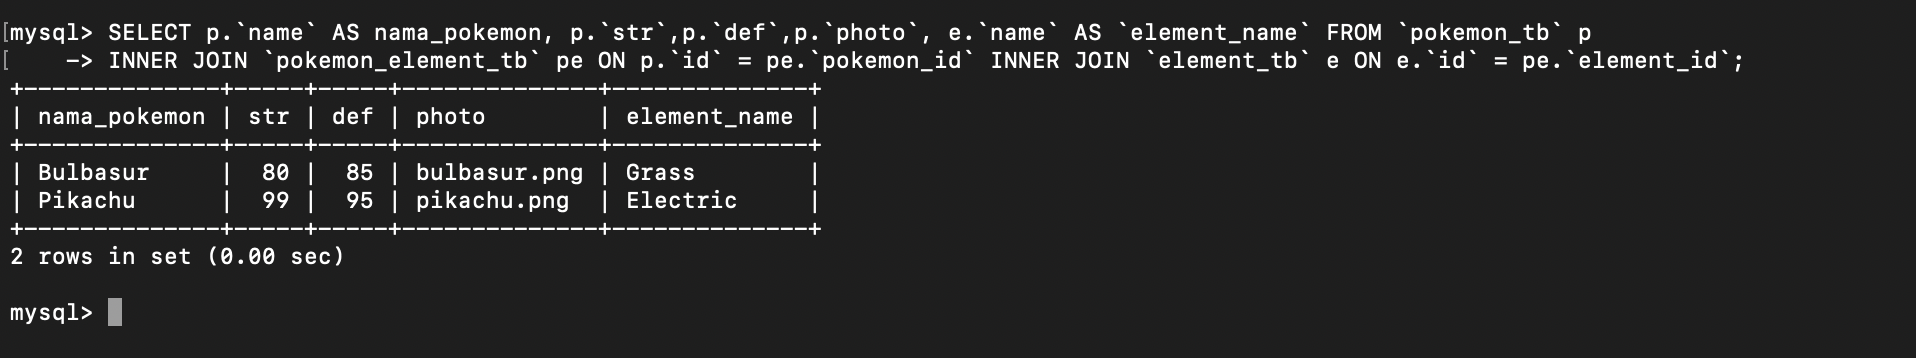 [mysql> SELECT p.`name` AS nama_pokemon, p.`str`,p.`def`,p.`photo`, e.`name` AS `element_name` FROM `pokemon_tb` p
[    -> INNER JOIN `pokemon_element_tb` pe ON p.`id` = pe.`pokemon_id` INNER JOIN `element_tb` e ON e.`id` = pe.`element_id`;
+--------------+-----+-----+--------------+--------------+
| nama_pokemon | str | def | photo        | element_name |
+--------------+-----+-----+--------------+--------------+
| Bulbasur     |  80 |  85 | bulbasur.png | Grass        |
| Pikachu      |  99 |  95 | pikachu.png  | Electric     |
+--------------+-----+-----+--------------+--------------+
2 rows in set (0.00 sec)
mysql>